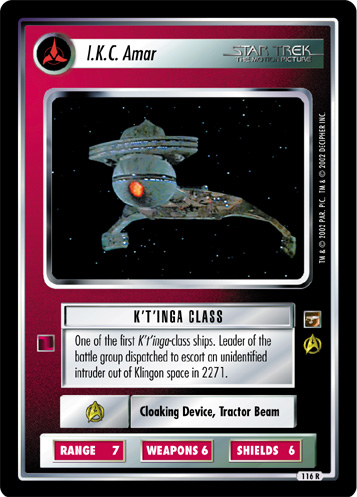 I.K.C. Amar
STAR TREK
THE MOTION PICTURE
TM & © 2002 PAR. PIC. TM & © 2002 DECIPHER INC.
K'T'INGA CLASS
One of the first K't'inga-class ships. Leader of the
battle group dispatched to escort an unidentified
intruder out of Klingon space in 2271.
Cloaking Device, Tractor Beam
RANGE 7 WEAPONS 6 SHIELDS 6
116 R